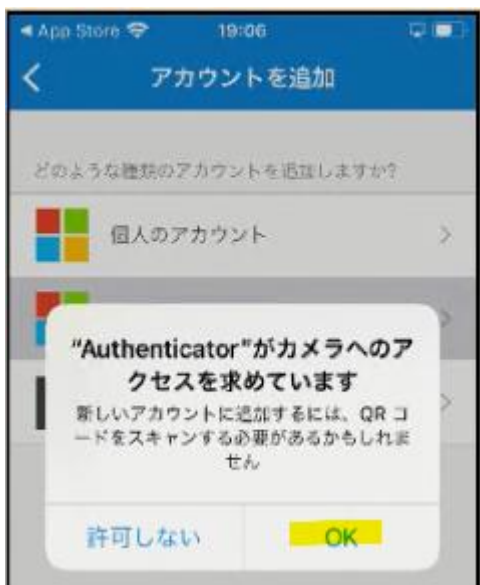 App Store 19:06
アカウントを追加
どのような種類のアカウントを追加しますか?
個人のアカウント
"Authenticator"がカメラへのア
クセスを求めています
新しいアカウントに追加するには、QR コ
ードをスキャンする必要があるかもしれま
せん
許可しない OK